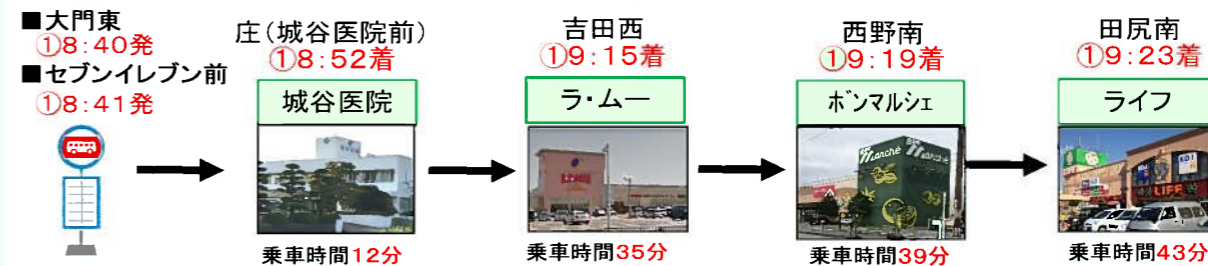 ■大門東
①8:40発
■セブンイレブン前
①8:41発
庄(城谷医院前)
①8:52着
城谷医院
乗車時間12分
吉田西
①9:15着
ラ・ムー
乗車時間35分
西野南
①9:19着
ボンマルシェ
Marché
Marché
乗車時間39分
田尻南
①9:23着
ライフ
LIFE
乗車時間43分